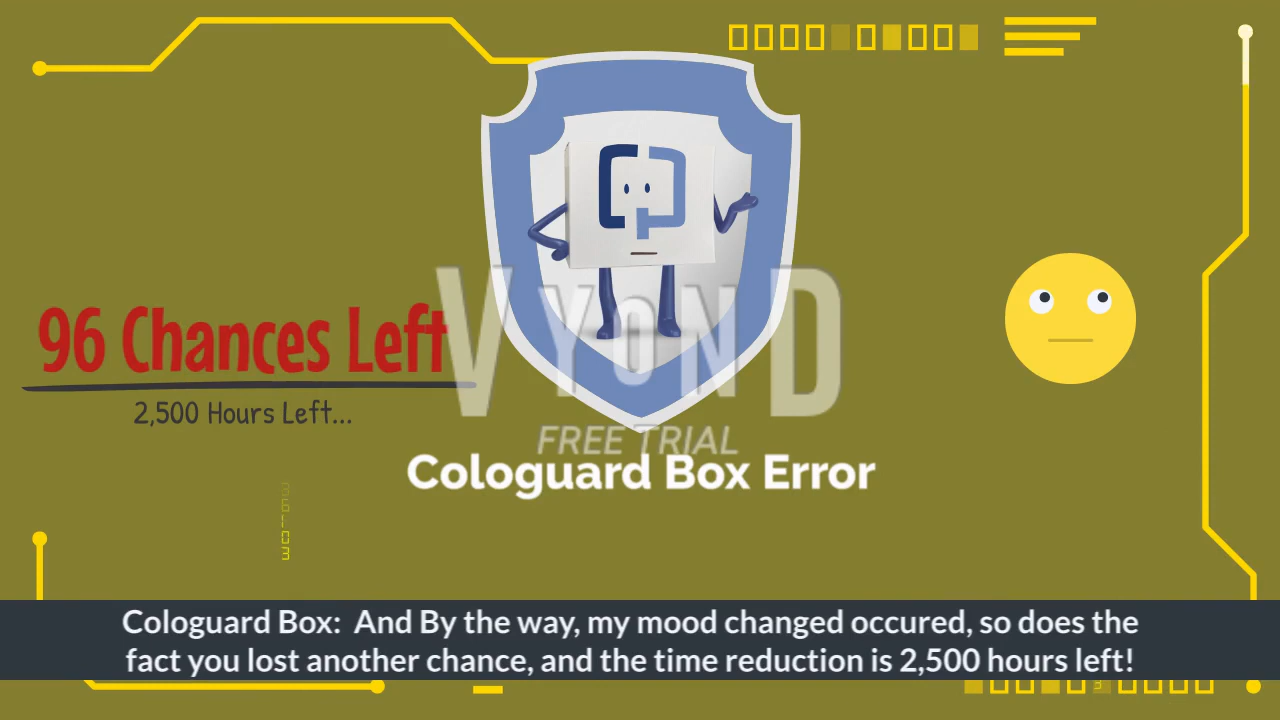 96 Chances Left
2,500 Hours Left...
VYOND
FREE TRIAL
Cologuard Box Error
Cologuard Box:  And By the way, my mood changed occured, so does the
fact you lost another chance, and the time reduction is 2,500 hours left!